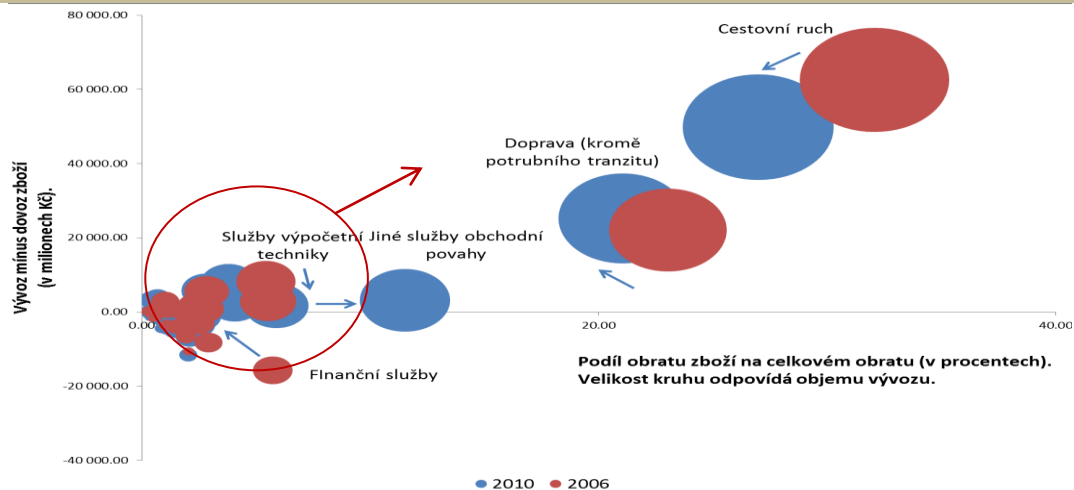 80 000.00
60 000.00
40 000.00
20 000.00
0.00
-20 000.00
-40 000.00
0.00
20.00
40.00
Vývoz mínus dovoz zboží
(v milionech Kč).
Cestovní ruch
Doprava (kromě
potrubního tranzitu)
Služby výpočetní
techniky
Jiné služby obchodní
povahy
FInanční služby
Podíl obratu zboží na celkovém obratu (v procentech).
Velikost kruhu odpovídá objemu vývozu.
2010
2006